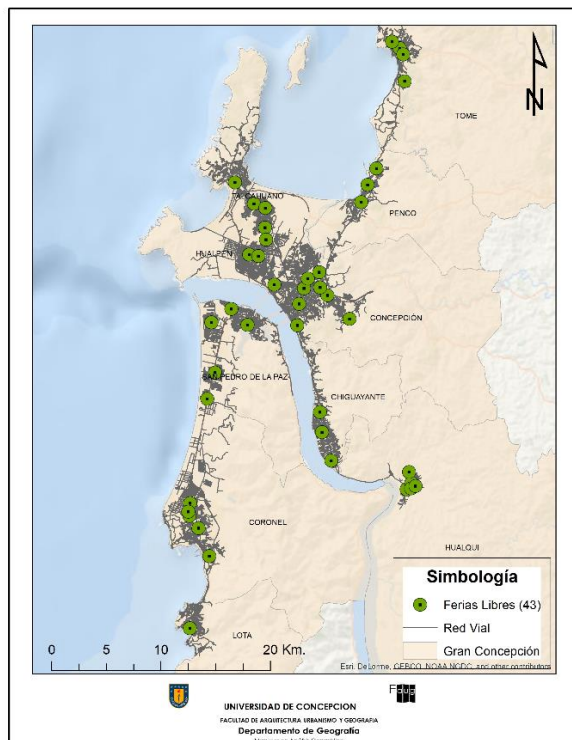 N
TOME
PENCO
TALCAHUANO
HUALPEN
CONCEPCIÓN
SAN PEDRO DE LA PAZ
CHIGUAYANTE
CORONEL
HUALQUI
LOTA
Simbología
Ferias Libres (43)
Red Vial
Gran Concepción
0 5 10 20 Km.
Esri, DeLorme, GEBCO, NOAA NGDC, and other contributors
Faug
UNIVERSIDAD DE CONCEPCION
FACULTAD DE ARQUITECTURA URBANISMO Y GEOGRAFIA
Departamento de Geografía